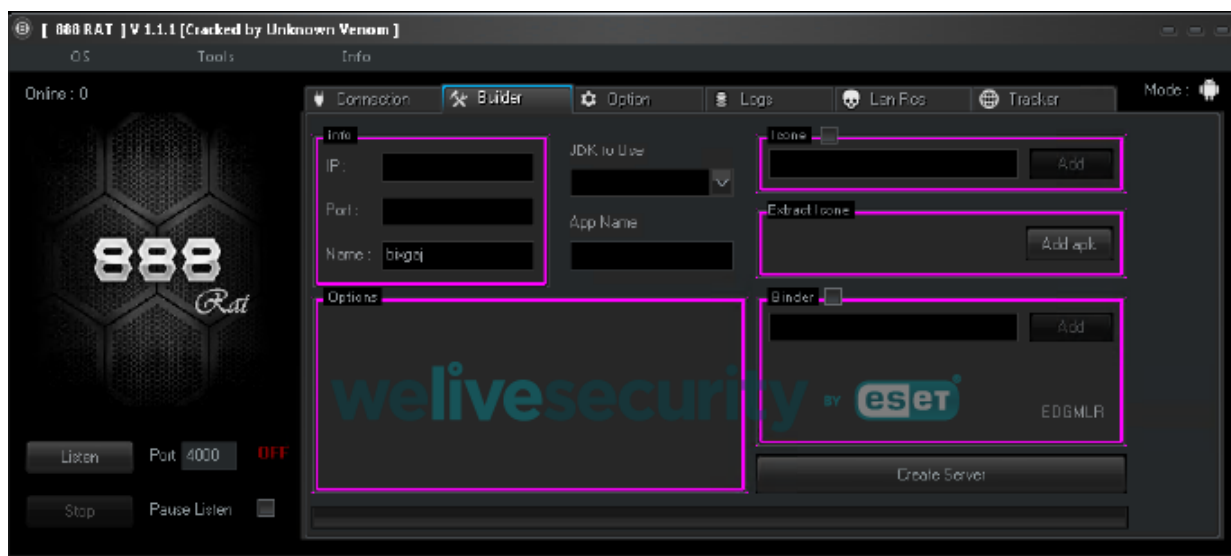 [ 888 RAT ] V 1.1.1 [Cracked by Unknown Venom ]
OS Tools Info
Online : 0
Connection Builder Option Logs Lan Ros Tracker Mode :
Info
IP :
Port :
Name : bixgoj
JDK to Use
App Name
Icone
Add
Extract Icone
Add apk
Options
Binder
Add
EDGMLR
888
Rat
welivesecurity BY eset
Listen Port 4000 OFF
Stop Pause Listen
Create Server